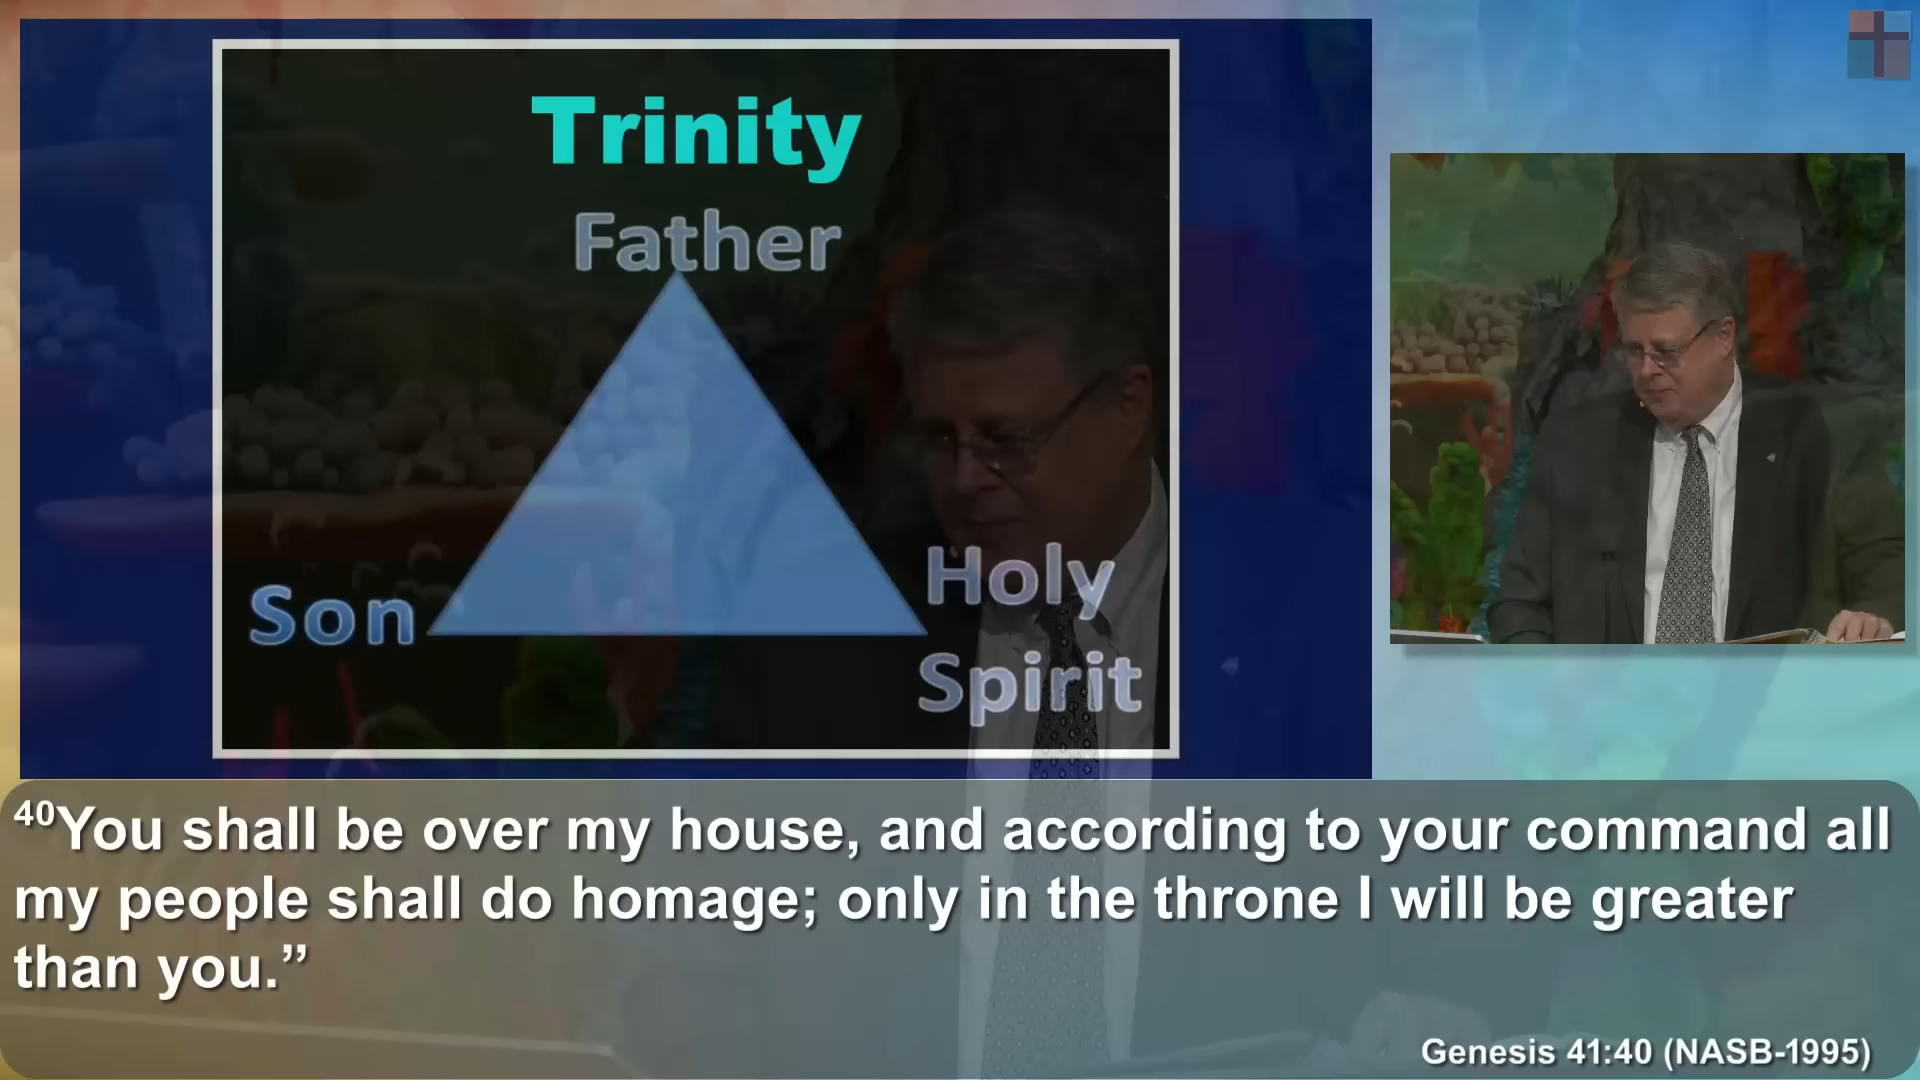 Trinity
Father
Son
Holy
Spirit
40You shall be over my house, and according to your command all
my people shall do homage; only in the throne I will be greater
than you.”
Genesis 41:40 (NASB-1995)